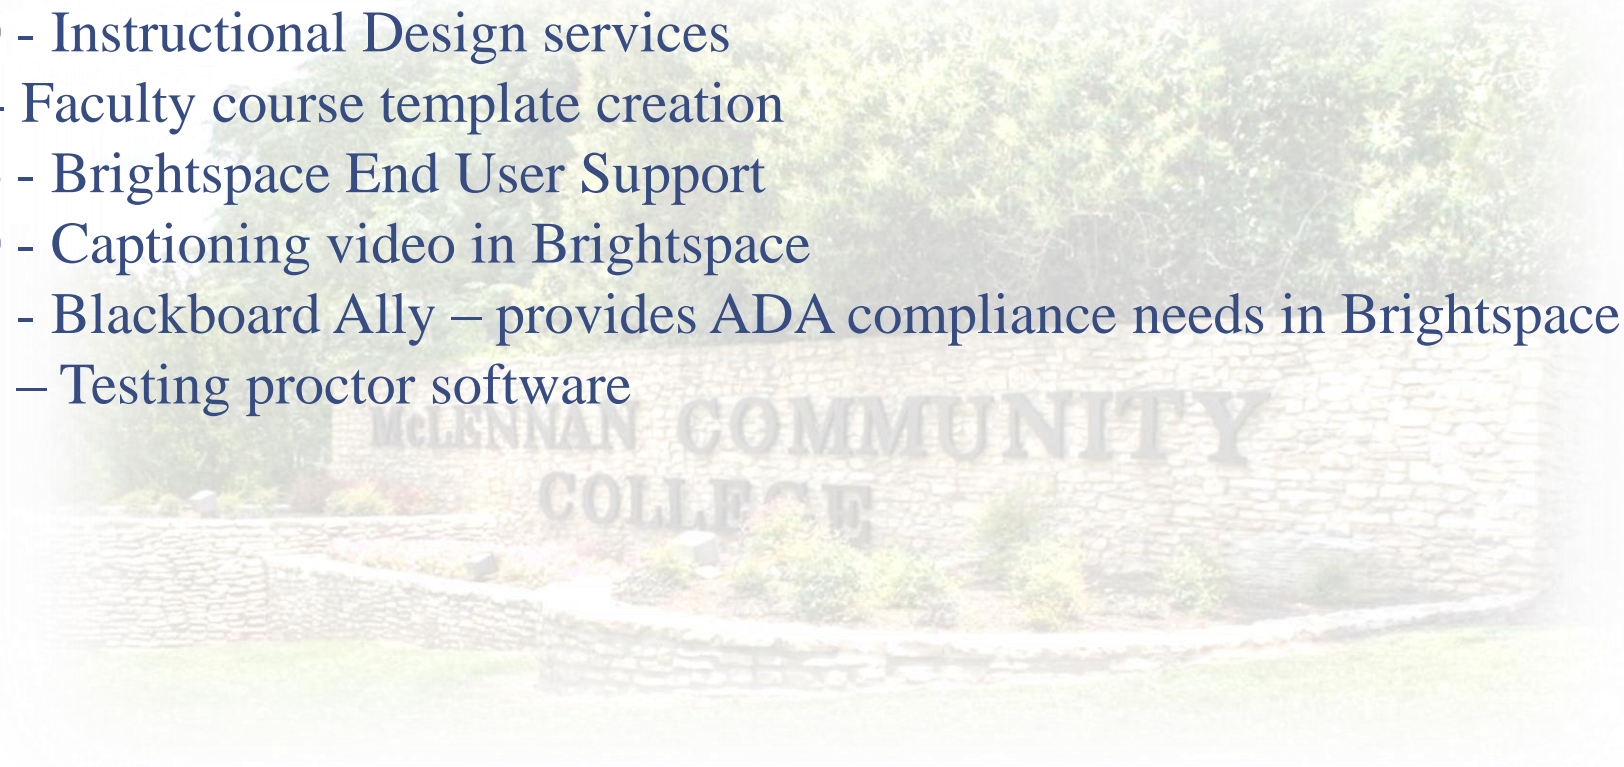 - Instructional Design services
- Faculty course template creation
- Brightspace End User Support
- Captioning video in Brightspace
- Blackboard Ally – provides ADA compliance needs in Brightspace
– Testing proctor software
McLENNAN COMMUNITY
COLLEGE